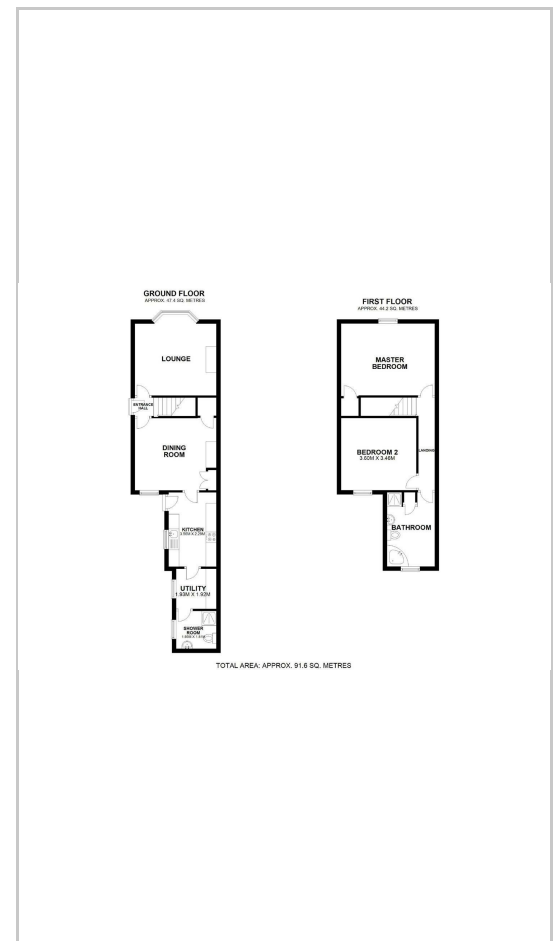 GROUND FLOOR
APPROX. 47.4 SQ. METRES
LOUNGE
ENTRANCE
HALL
DINING
ROOM
KITCHEN
UTILITY
1.93M X 1.92M
SHOWER
ROOM
FIRST FLOOR
APPROX. 44.2 SQ. METRES
MASTER
BEDROOM
BEDROOM 2
3.60M X 3.46M
LANDING
BATHROOM
TOTAL AREA: APPROX. 91.6 SQ. METRES